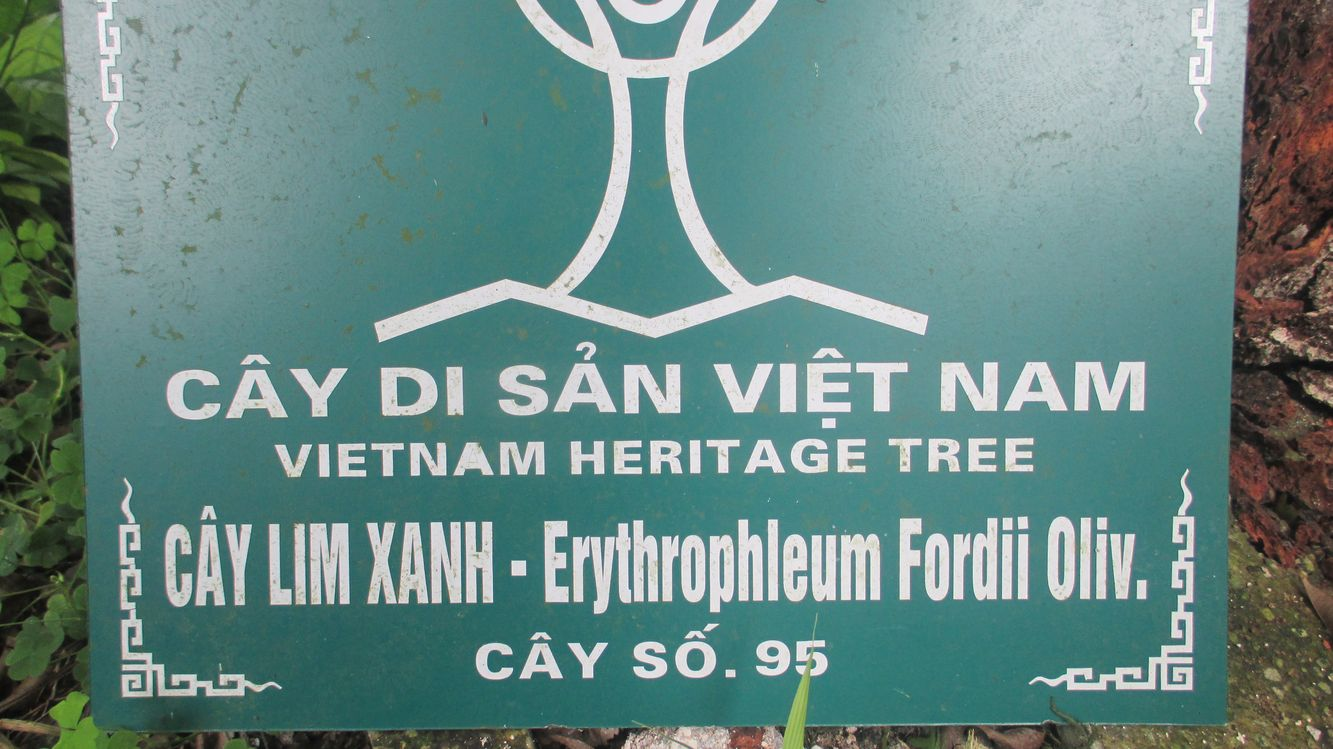 CÂY DI SẢN VIỆT NAM
VIETNAM HERITAGE TREE
CÂY LIM XANH - Erythrophleum Fordii Oliv.
CÂY SỐ. 95